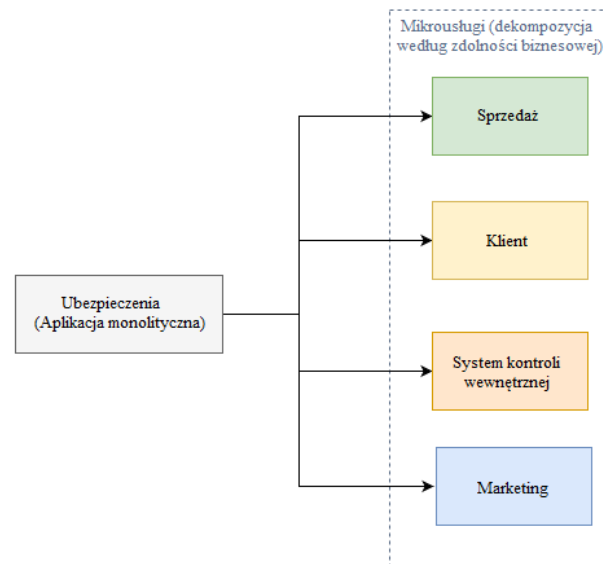 Mikrousługi (dekompozycja
według zdolności biznesowej)
Sprzedaż
Klient
Ubezpieczenia
(Aplikacja monolityczna)
System kontroli
wewnętrznej
Marketing